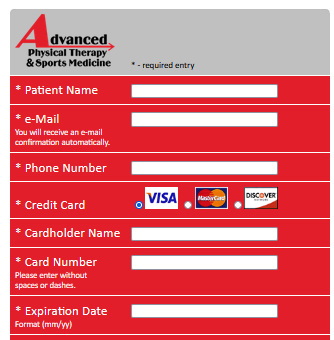 Advanced
Physical Therapy
& Sports Medicine
* - required entry
* Patient Name
* e-Mail
You will receive an e-mail
confirmation automatically.
* Phone Number
* Credit Card
VISA
MasterCard
DISCOVER
* Cardholder Name
* Card Number
Please enter without
spaces or dashes.
* Expiration Date
Format (mm/yy)